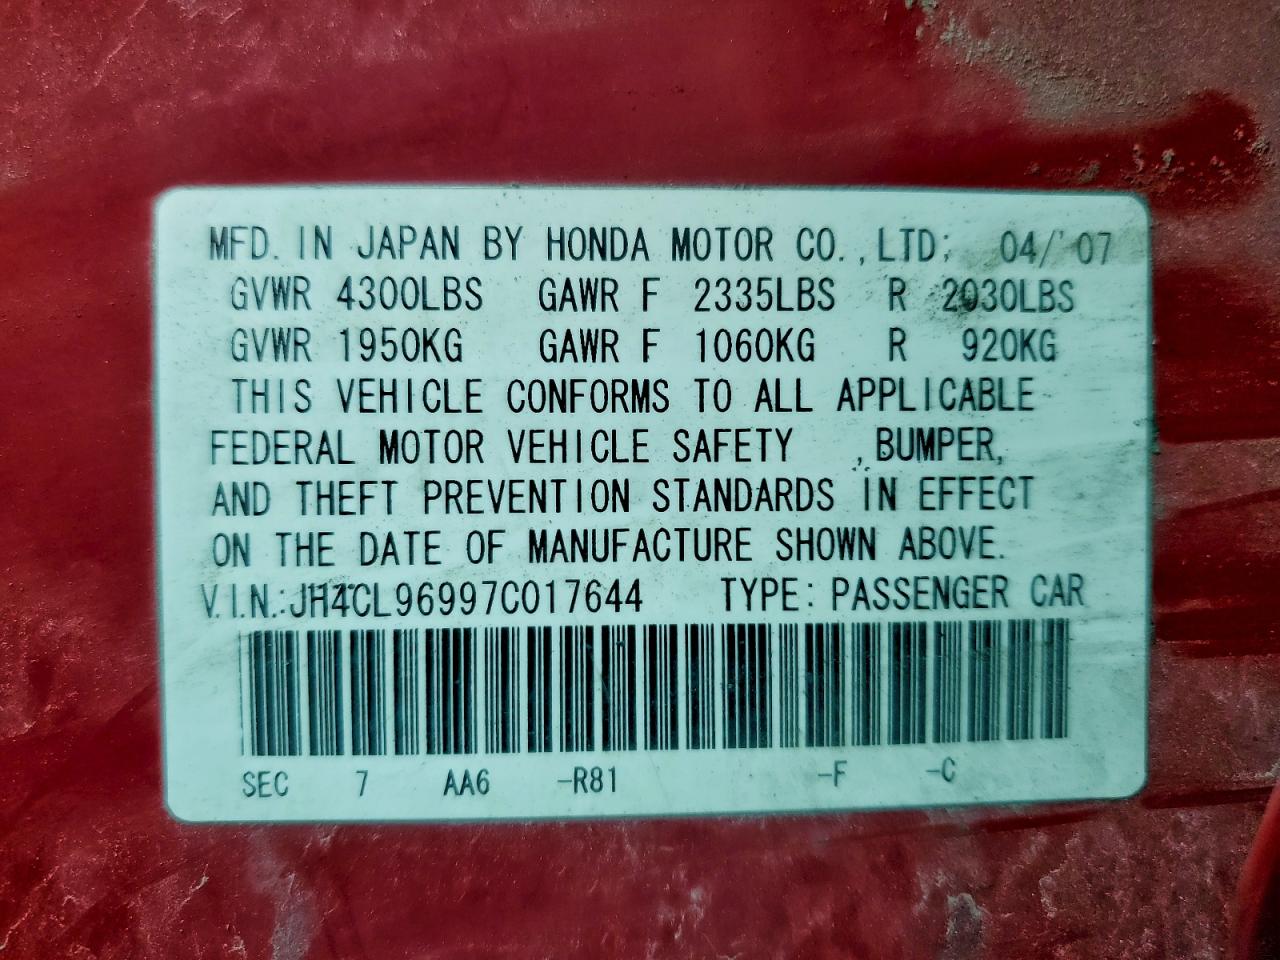 MFD. IN JAPAN BY HONDA MOTOR CO., LTD; 04/'07
GVWR 4300LBS GAWR F 2335LBS R 2030LBS
GVWR 1950KG GAWR F 1060KG R 920KG
THIS VEHICLE CONFORMS TO ALL APPLICABLE
FEDERAL MOTOR VEHICLE SAFETY , BUMPER,
AND THEFT PREVENTION STANDARDS IN EFFECT
ON THE DATE OF MANUFACTURE SHOWN ABOVE.
V.I.N.:JH4CL96997C017644 TYPE: PASSENGER CAR
SEC 7 AA6 -R81 -F -C